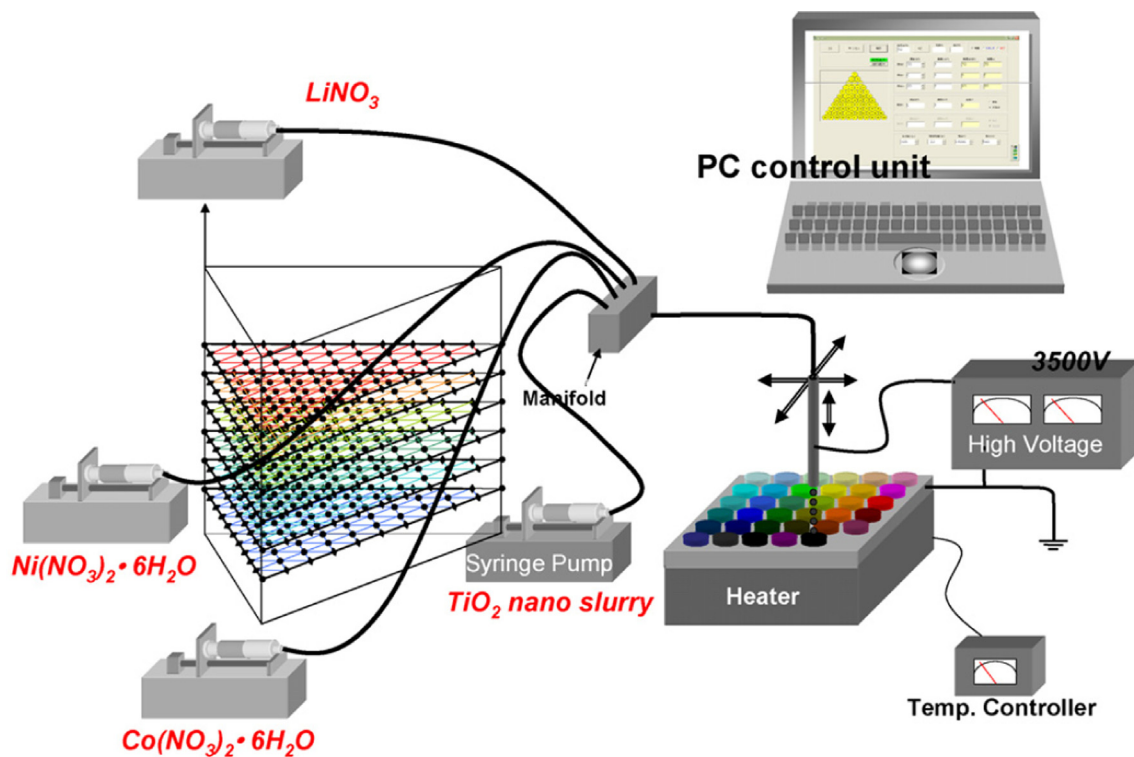 LiNO₃
PC control unit
3500V
Manifold
High Voltage
Ni(NO₃)₂• 6H₂O
Syringe Pump
TiO₂ nano slurry
Heater
Co(NO₃)₂• 6H₂O
Temp. Controller